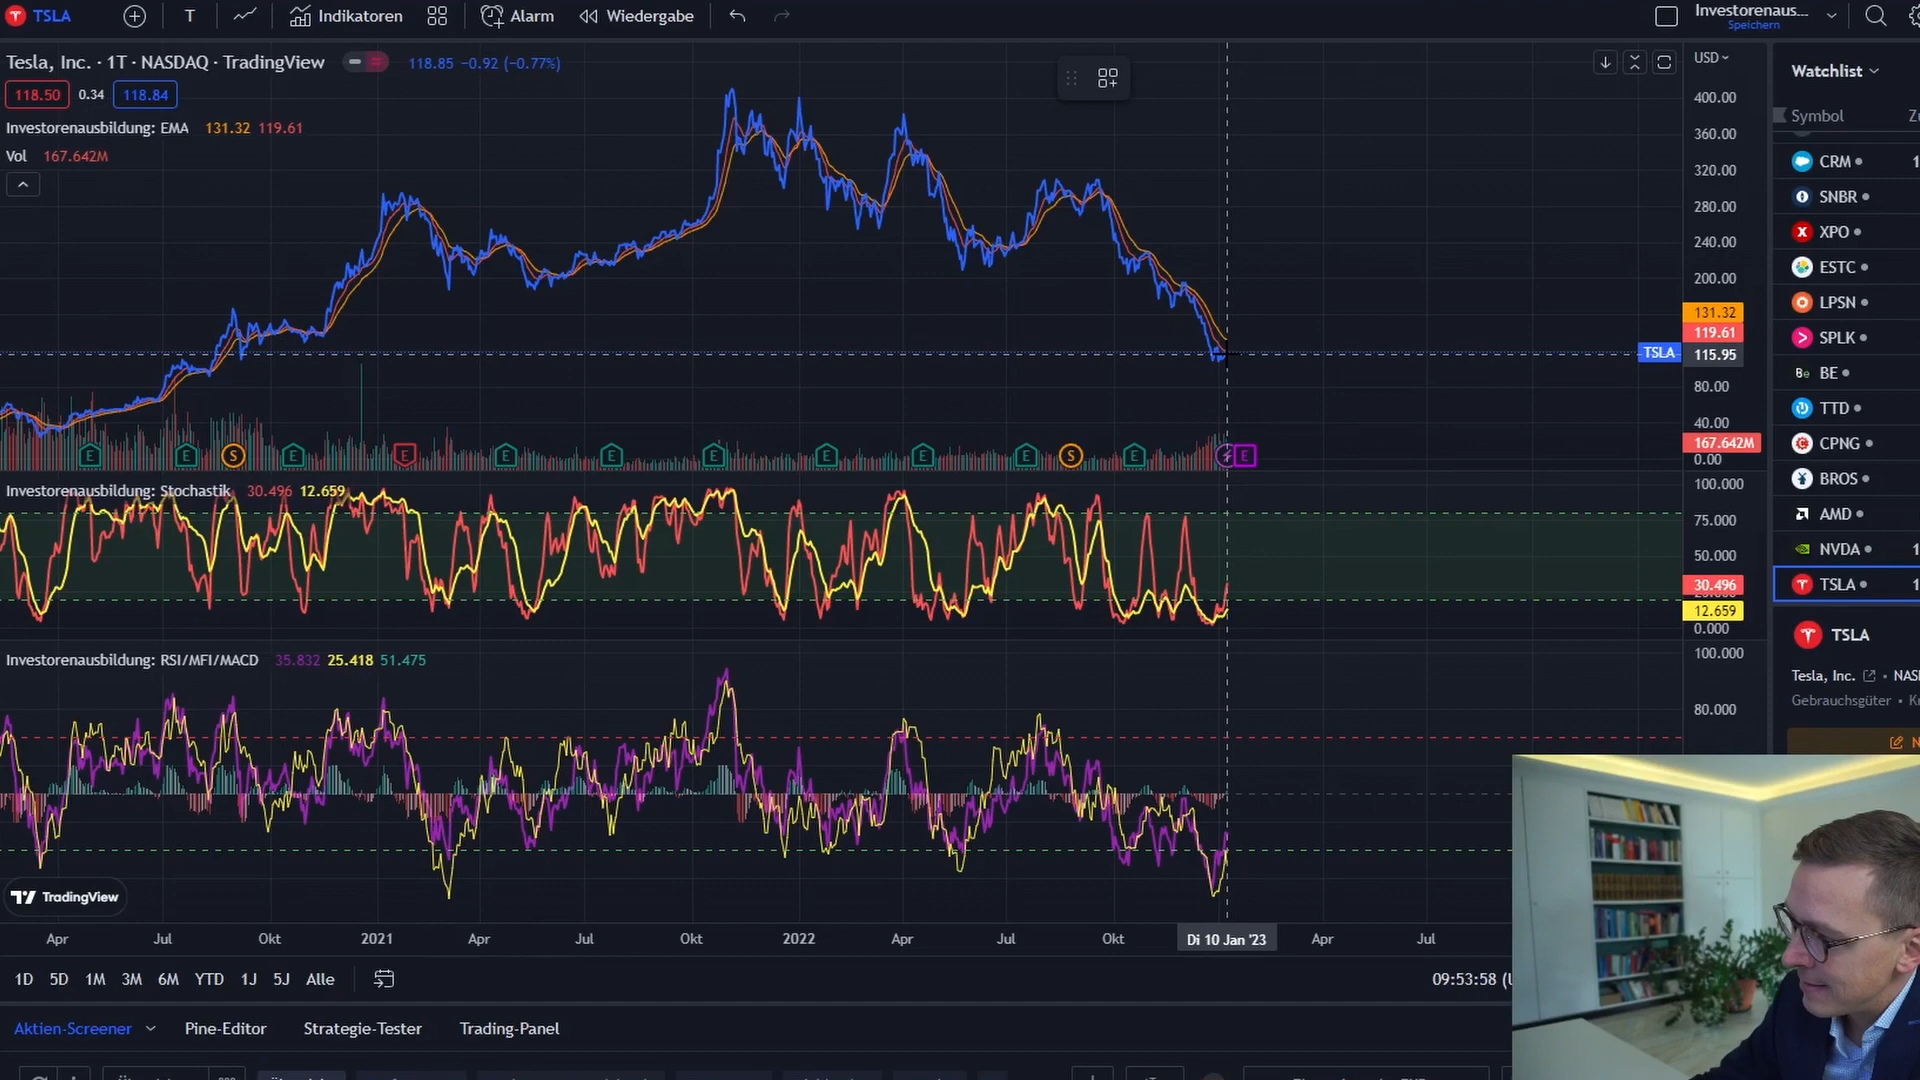 TSLA
T
Indikatoren
Alarm
Wiedergabe
Investorenaus...
Speichern
Tesla, Inc. · 1T · NASDAQ · TradingView
118.85 −0.92 (−0.77%)
118.50 0.34 118.84
Investorenausbildung: EMA 131.32 119.61
Vol 167.642M
USD
400.00
360.00
320.00
280.00
240.00
200.00
131.32
119.61
TSLA 115.95
80.00
40.00
167.642M
0.00
E E S E E E E E E E E S E E
Investorenausbildung: Stochastik 30.496 12.659
100.000
75.000
50.000
30.496
12.659
0.000
Investorenausbildung: RSI/MFI/MACD 35.832 25.418 51.475
100.000
80.000
TradingView
Apr Jul Okt 2021 Apr Jul Okt 2022 Apr Jul Okt Di 10 Jan '23 Apr Jul
1D 5D 1M 3M 6M YTD 1J 5J Alle
09:53:58 (U
Aktien-Screener Pine-Editor Strategie-Tester Trading-Panel
Watchlist
Symbol
CRM 1
SNBR
XPO
ESTC
LPSN
SPLK
Be BE
TTD
CPNG
BROS
AMD
NVDA 1
TSLA 1
TSLA
Tesla, Inc. • NAS
Gebrauchsgüter •